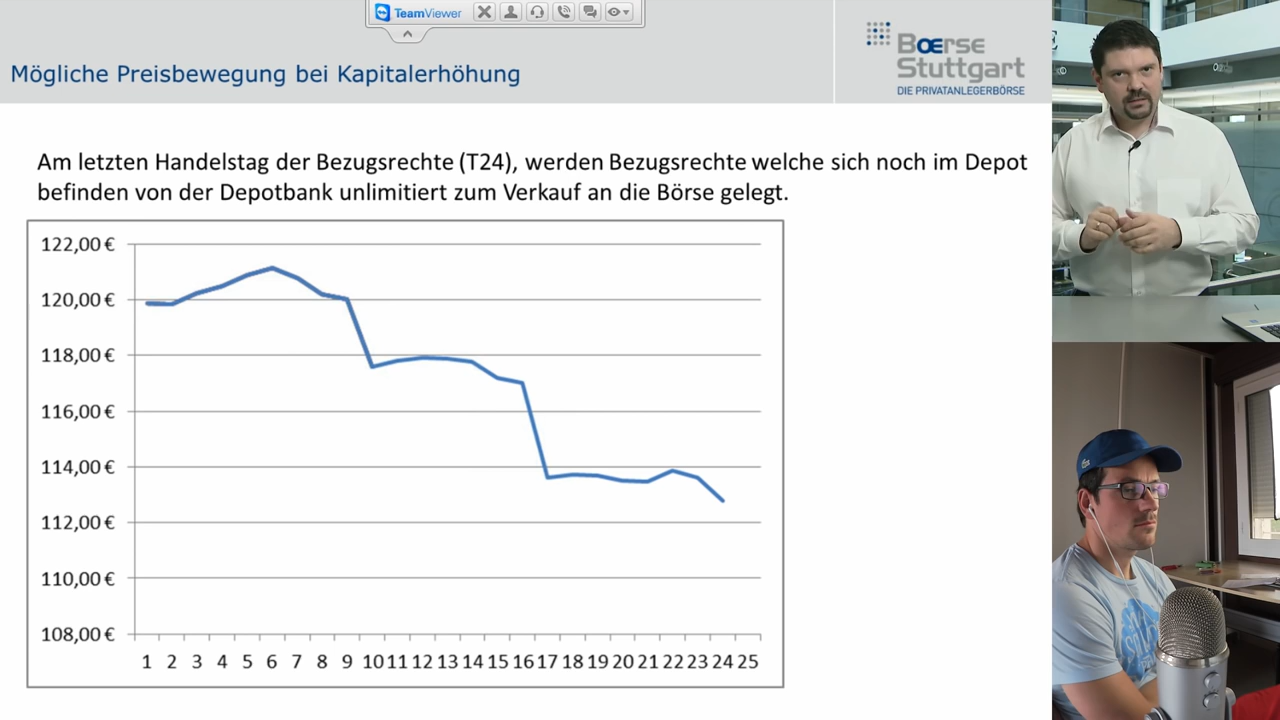 TeamViewer
Mögliche Preisbewegung bei Kapitalerhöhung
Bœrse
Stuttgart
DIE PRIVATANLEGERBÖRSE
Am letzten Handelstag der Bezugsrechte (T24), werden Bezugsrechte welche sich noch im Depot
befinden von der Depotbank unlimitiert zum Verkauf an die Börse gelegt.
122,00 €
120,00 €
118,00 €
116,00 €
114,00 €
112,00 €
110,00 €
108,00 €
1 2 3 4 5 6 7 8 9 10 11 12 13 14 15 16 17 18 19 20 21 22 23 24 25